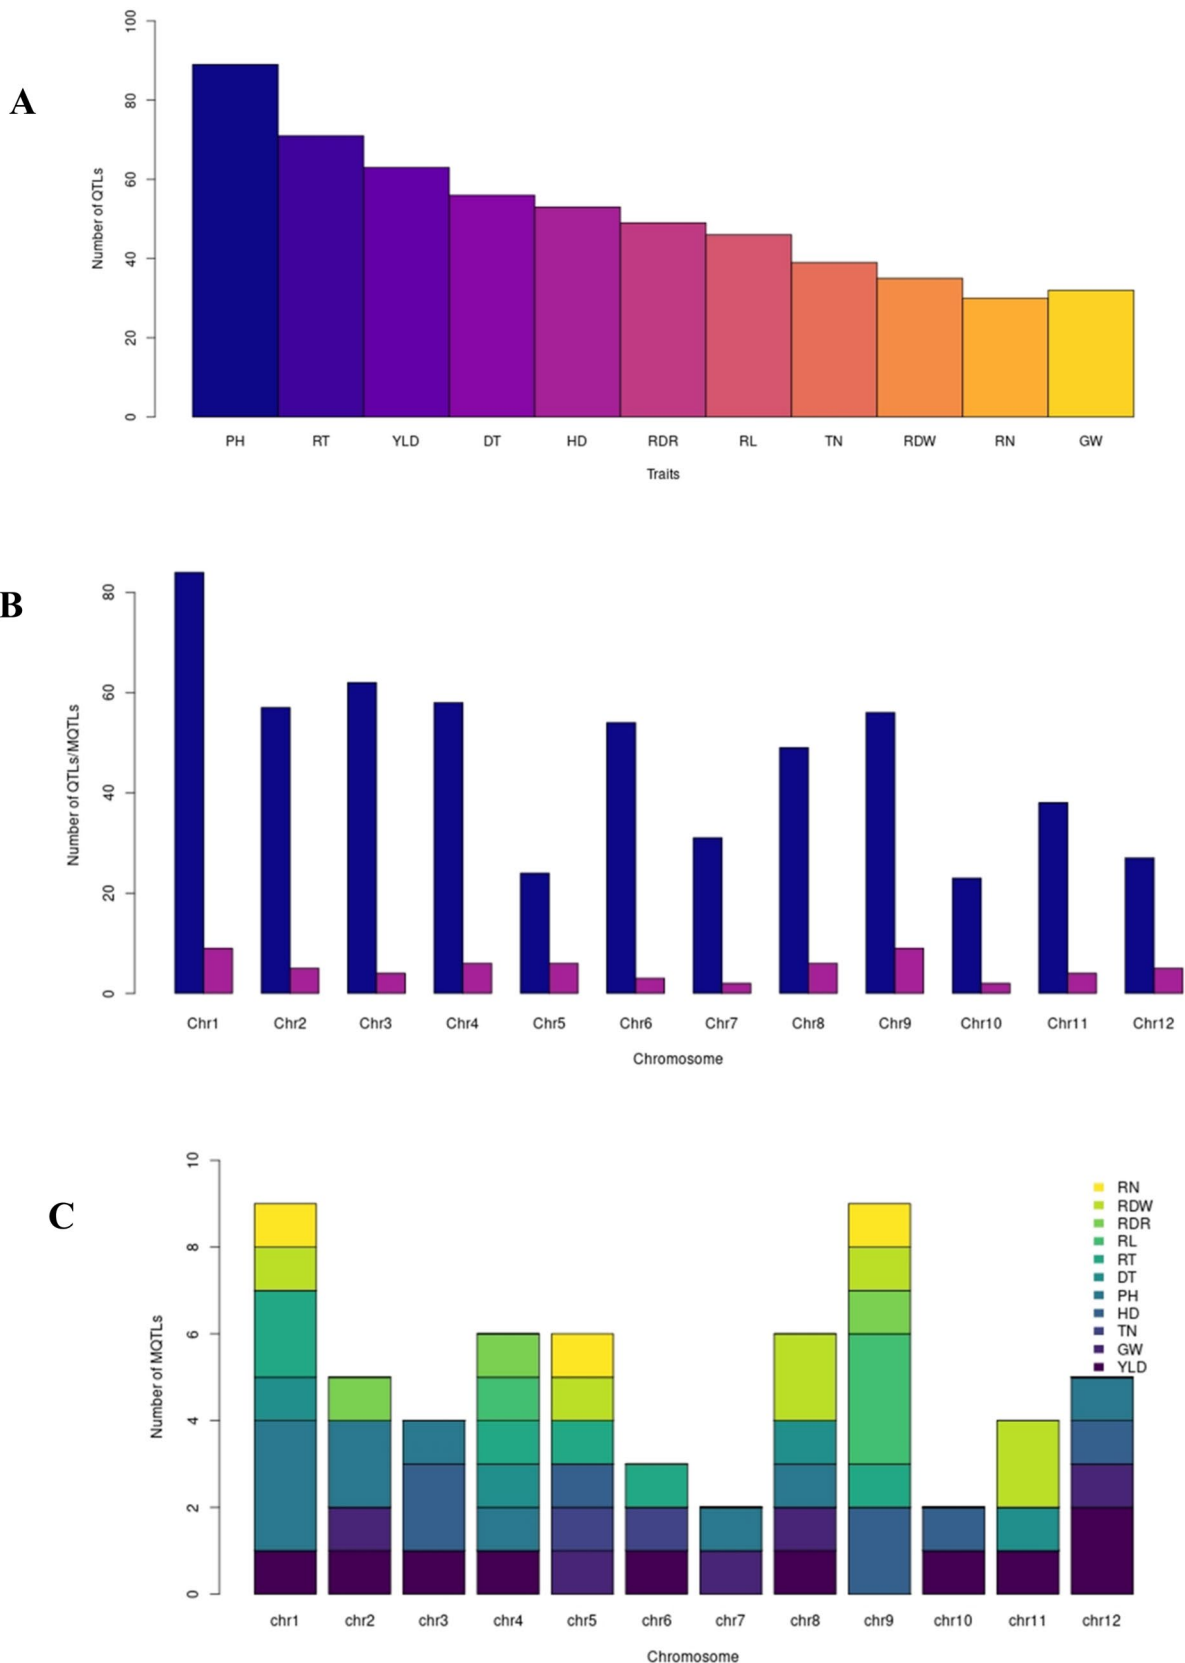 A
Number of QTLs
100
80
60
40
20
0
PH RT YLD DT HD RDR RL TN RDW RN GW
Traits
B
Number of QTLs/MQTLs
80
60
40
20
0
Chr1 Chr2 Chr3 Chr4 Chr5 Chr6 Chr7 Chr8 Chr9 Chr10 Chr11 Chr12
Chromosome
C
Number of MQTLs
10
8
6
4
2
0
RN
RDW
RDR
RL
RT
DT
PH
HD
TN
GW
YLD
chr1 chr2 chr3 chr4 chr5 chr6 chr7 chr8 chr9 chr10 chr11 chr12
Chromosome